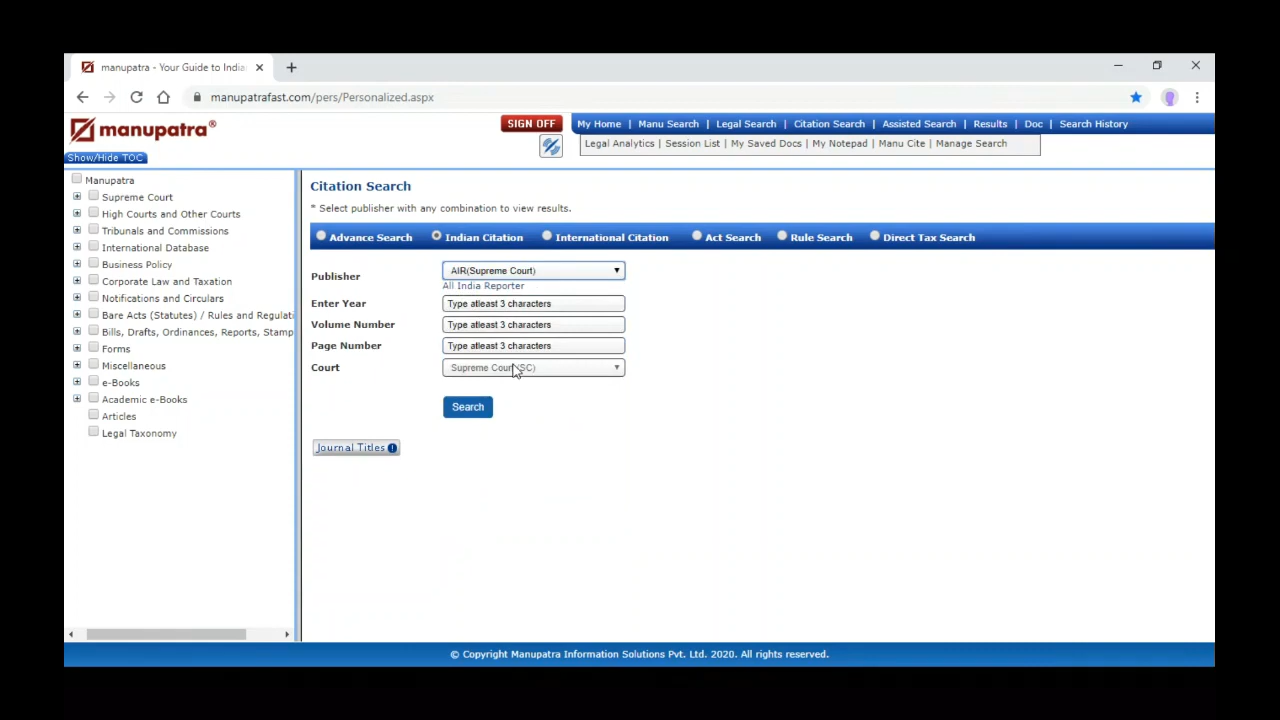 manupatra - Your Guide to India
manupatrafast.com/pers/Personalized.aspx
manupatra®
SIGN OFF
My Home | Manu Search | Legal Search | Citation Search | Assisted Search | Results | Doc | Search History
Legal Analytics | Session List | My Saved Docs | My Notepad | Manu Cite | Manage Search
Show/Hide TOC
Manupatra
Supreme Court
High Courts and Other Courts
Tribunals and Commissions
International Database
Business Policy
Corporate Law and Taxation
Notifications and Circulars
Bare Acts (Statutes) / Rules and Regulati
Bills, Drafts, Ordinances, Reports, Stamp
Forms
Miscellaneous
e-Books
Academic e-Books
Articles
Legal Taxonomy
Citation Search
* Select publisher with any combination to view results.
Advance Search Indian Citation International Citation Act Search Rule Search Direct Tax Search
Publisher AIR(Supreme Court)
All India Reporter
Enter Year Type atleast 3 characters
Volume Number Type atleast 3 characters
Page Number Type atleast 3 characters
Court Supreme Court(SC)
Search
Journal Titles
© Copyright Manupatra Information Solutions Pvt. Ltd. 2020. All rights reserved.